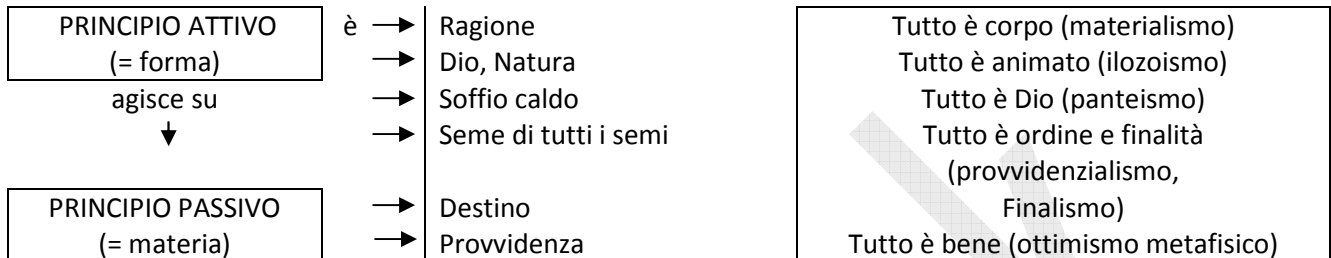 PRINCIPIO ATTIVO
(= forma)
agisce su
PRINCIPIO PASSIVO
(= materia)
è
Ragione
Dio, Natura
Soffio caldo
Seme di tutti i semi
Destino
Provvidenza
Tutto è corpo (materialismo)
Tutto è animato (ilozoismo)
Tutto è Dio (panteismo)
Tutto è ordine e finalità
(provvidenzialismo,
Finalismo)
Tutto è bene (ottimismo metafisico)